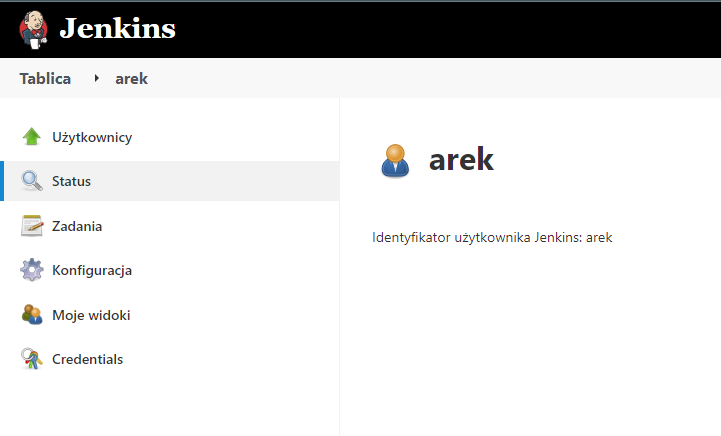 Jenkins
Tablica
arek
Użytkownicy
Status
Zadania
Konfiguracja
Moje widoki
Credentials
arek
Identyfikator użytkownika Jenkins: arek